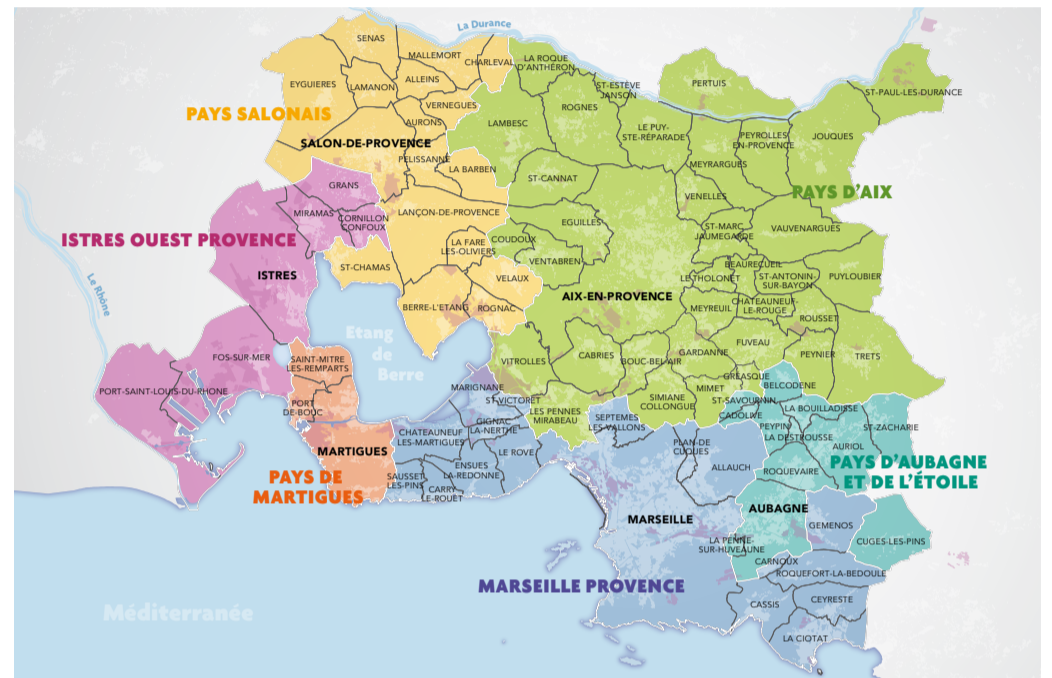 La Durance
SENAS
MALLEMORT
CHARLEVAL
LA ROQUE
D'ANTHÉRON
EYGUIERES
LAMANON
ALLEINS
ST-ESTÈVE
JANSON
PERTUIS
ST-PAUL-LES-DURANCE
PAYS SALONAIS
VERNEGUES
ROGNES
AURONS
LAMBESC
LE PUY-
STE-RÉPARADE
PEYROLLES
EN-PROVENCE
JOUQUES
SALON-DE-PROVENCE
PELISSANNE
LA BARBEN
MEYRARGUES
ST-CANNAT
GRANS
VENELLES
PAYS D'AIX
MIRAMAS
CORNILLON
CONFOUX
LANÇON-DE-PROVENCE
EGUILLES
ST-MARC
JAUMEGARDE
VAUVENARGUES
ISTRES OUEST PROVENCE
LA FARE
LES-OLIVIERS
COUDOUX
VENTABREN
ST-CHAMAS
ISTRES
VELAUX
BEAURECUEIL
LE THOLONET
ST-ANTONIN-
SUR-BAYON
PUYLOUBIER
Le Rhône
BERRE-L'ETANG
ROGNAC
AIX-EN-PROVENCE
MEYREUIL
CHATEAUNEUF-
LE-ROUGE
ROUSSET
Etang
de
Berre
FOS-SUR-MER
SAINT-MITRE
LES-REMPARTS
VITROLLES
CABRIES
BOUC-BEL-AIR
GARDANNE
FUVEAU
PEYNIER
TRETS
PORT-SAINT-LOUIS-DU-RHONE
MARIGNANE
ST-VICTORET
GREASQUE
MIMET
BELCODENE
PORT
DE-BOUC
LES PENNES
MIRABEAU
SIMIANE
COLLONGUE
ST-SAVOURNIN
CADOLIVE
LA BOUILLADISSE
GIGNAC
LA-NERTHE
SEPTEMES
LES-VALLONS
PEYPIN
LA DESTROUSSE
ST-ZACHARIE
CHATEAUNEUF
LES-MARTIGUES
PLAN-DE
CUQUES
AURIOL
MARTIGUES
LE ROVE
ALLAUCH
ROQUEVAIRE
PAYS D'AUBAGNE
ET DE L'ÉTOILE
PAYS DE
MARTIGUES
SAUSSET
LES-PINS
ENSUES
LA-REDONNE
CARRY
LE-ROUET
AUBAGNE
MARSEILLE
GEMENOS
CUGES-LES-PINS
LA PENNE-
SUR-HUVEAUNE
CARNOUX
ROQUEFORT-LA-BEDOULE
MARSEILLE PROVENCE
CASSIS
CEYRESTE
Méditerranée
LA CIOTAT